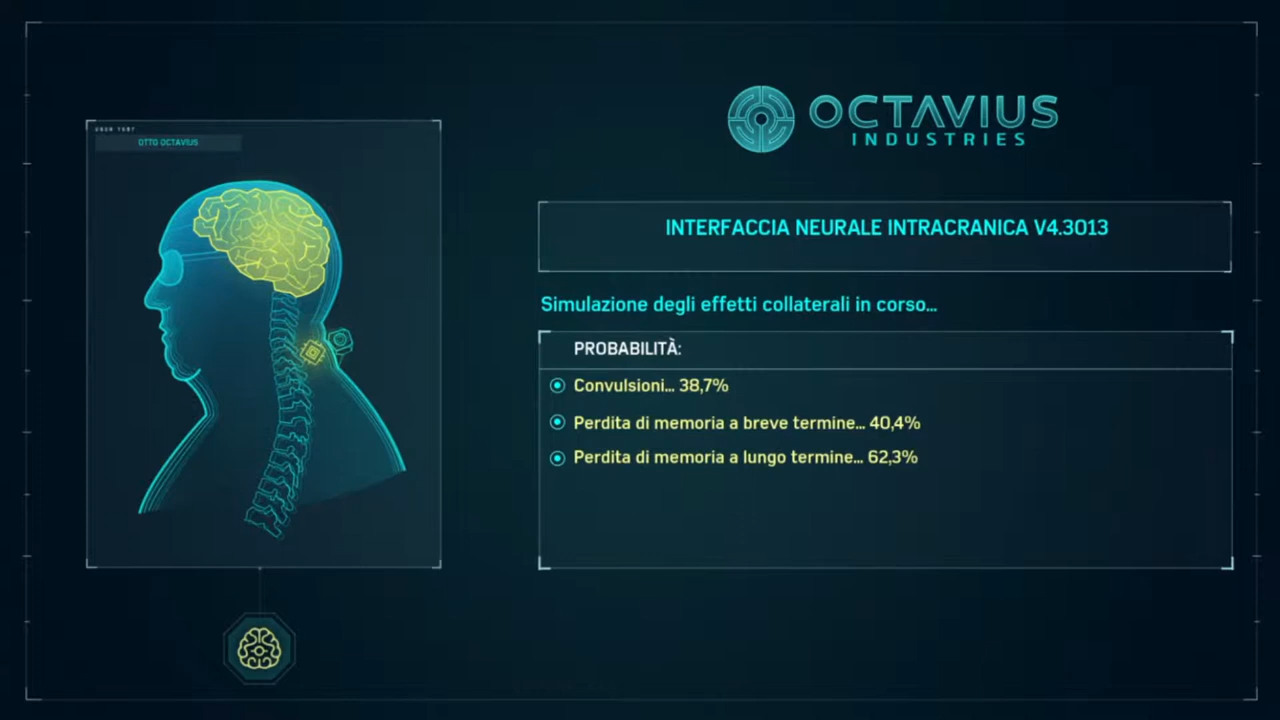 OTTO OCTAVIUS
OCTAVIUS
INDUSTRIES
INTERFACCIA NEURALE INTRACRANICA V4.3013
Simulazione degli effetti collaterali in corso...
PROBABILITÀ:
Convulsioni... 38,7%
Perdita di memoria a breve termine... 40,4%
Perdita di memoria a lungo termine... 62,3%